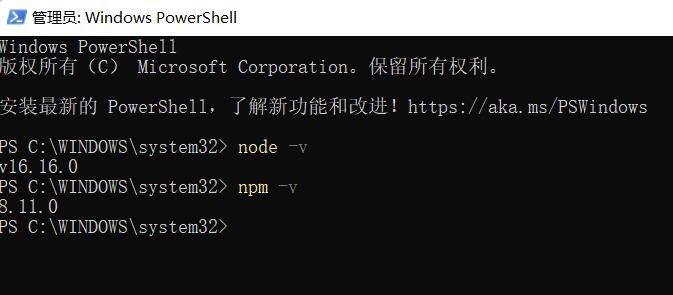 管理员: Windows PowerShell
Windows PowerShell
版权所有（C） Microsoft Corporation。保留所有权利。
安装最新的 PowerShell，了解新功能和改进！https://aka.ms/PSWindows
PS C:\WINDOWS\system32> node -v
v16.16.0
PS C:\WINDOWS\system32> npm -v
8.11.0
PS C:\WINDOWS\system32>